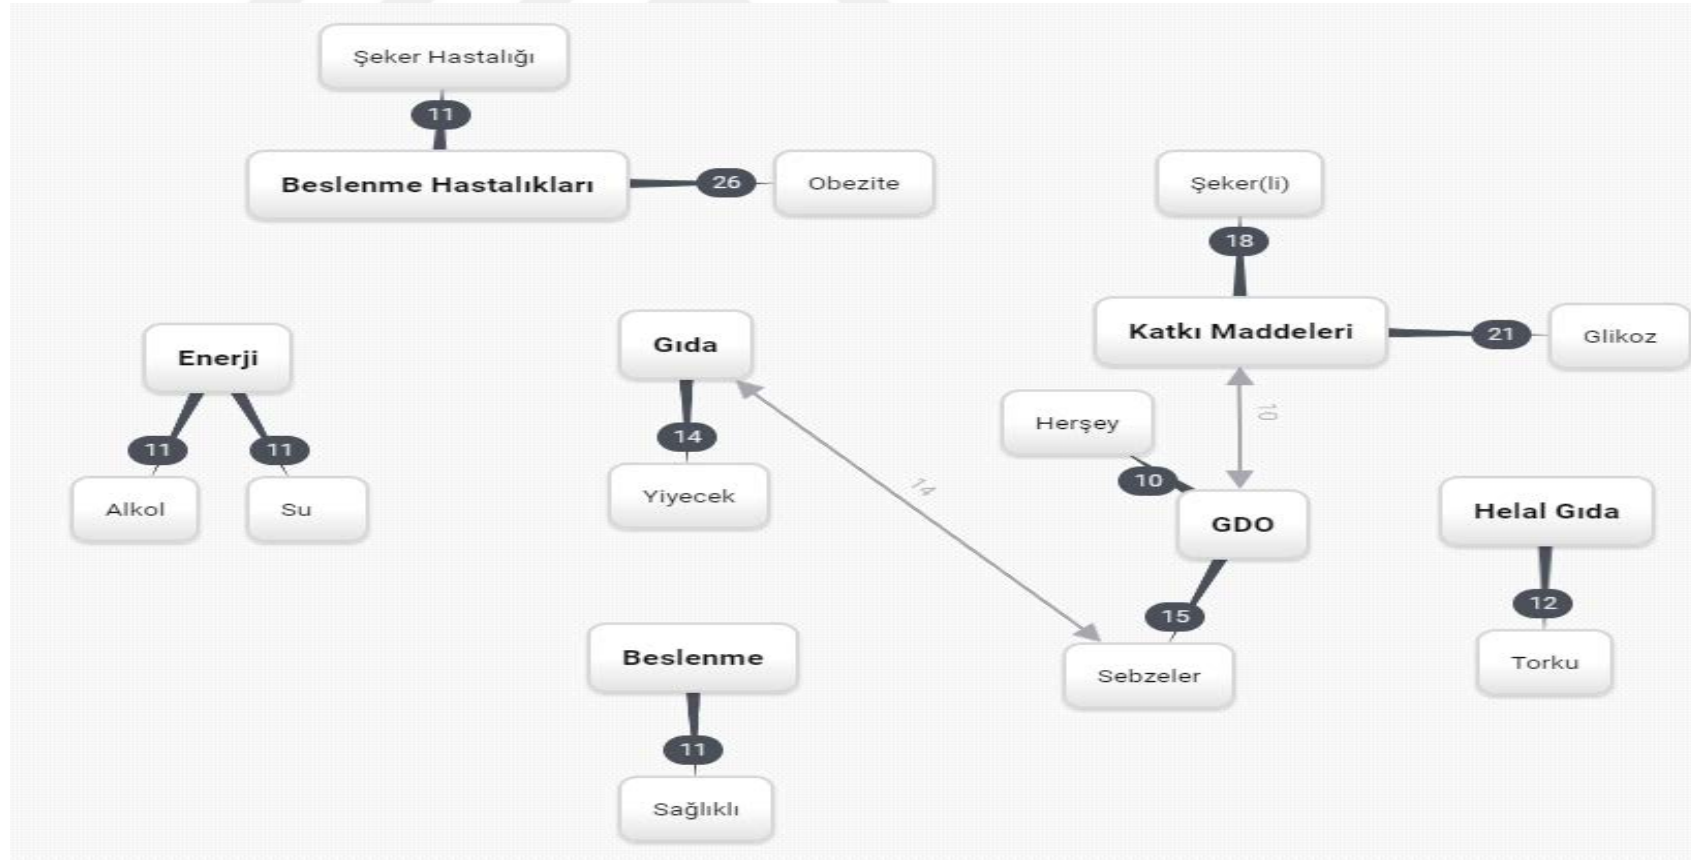 Şeker Hastalığı
11
Beslenme Hastalıkları
26
Obezite
Şeker(li)
18
Katkı Maddeleri
21
Glikoz
10
Enerji
11
11
Alkol
Su
Gıda
14
Yiyecek
14
Herşey
10
GDO
15
Sebzeler
Helal Gıda
12
Torku
Beslenme
11
Sağlıklı